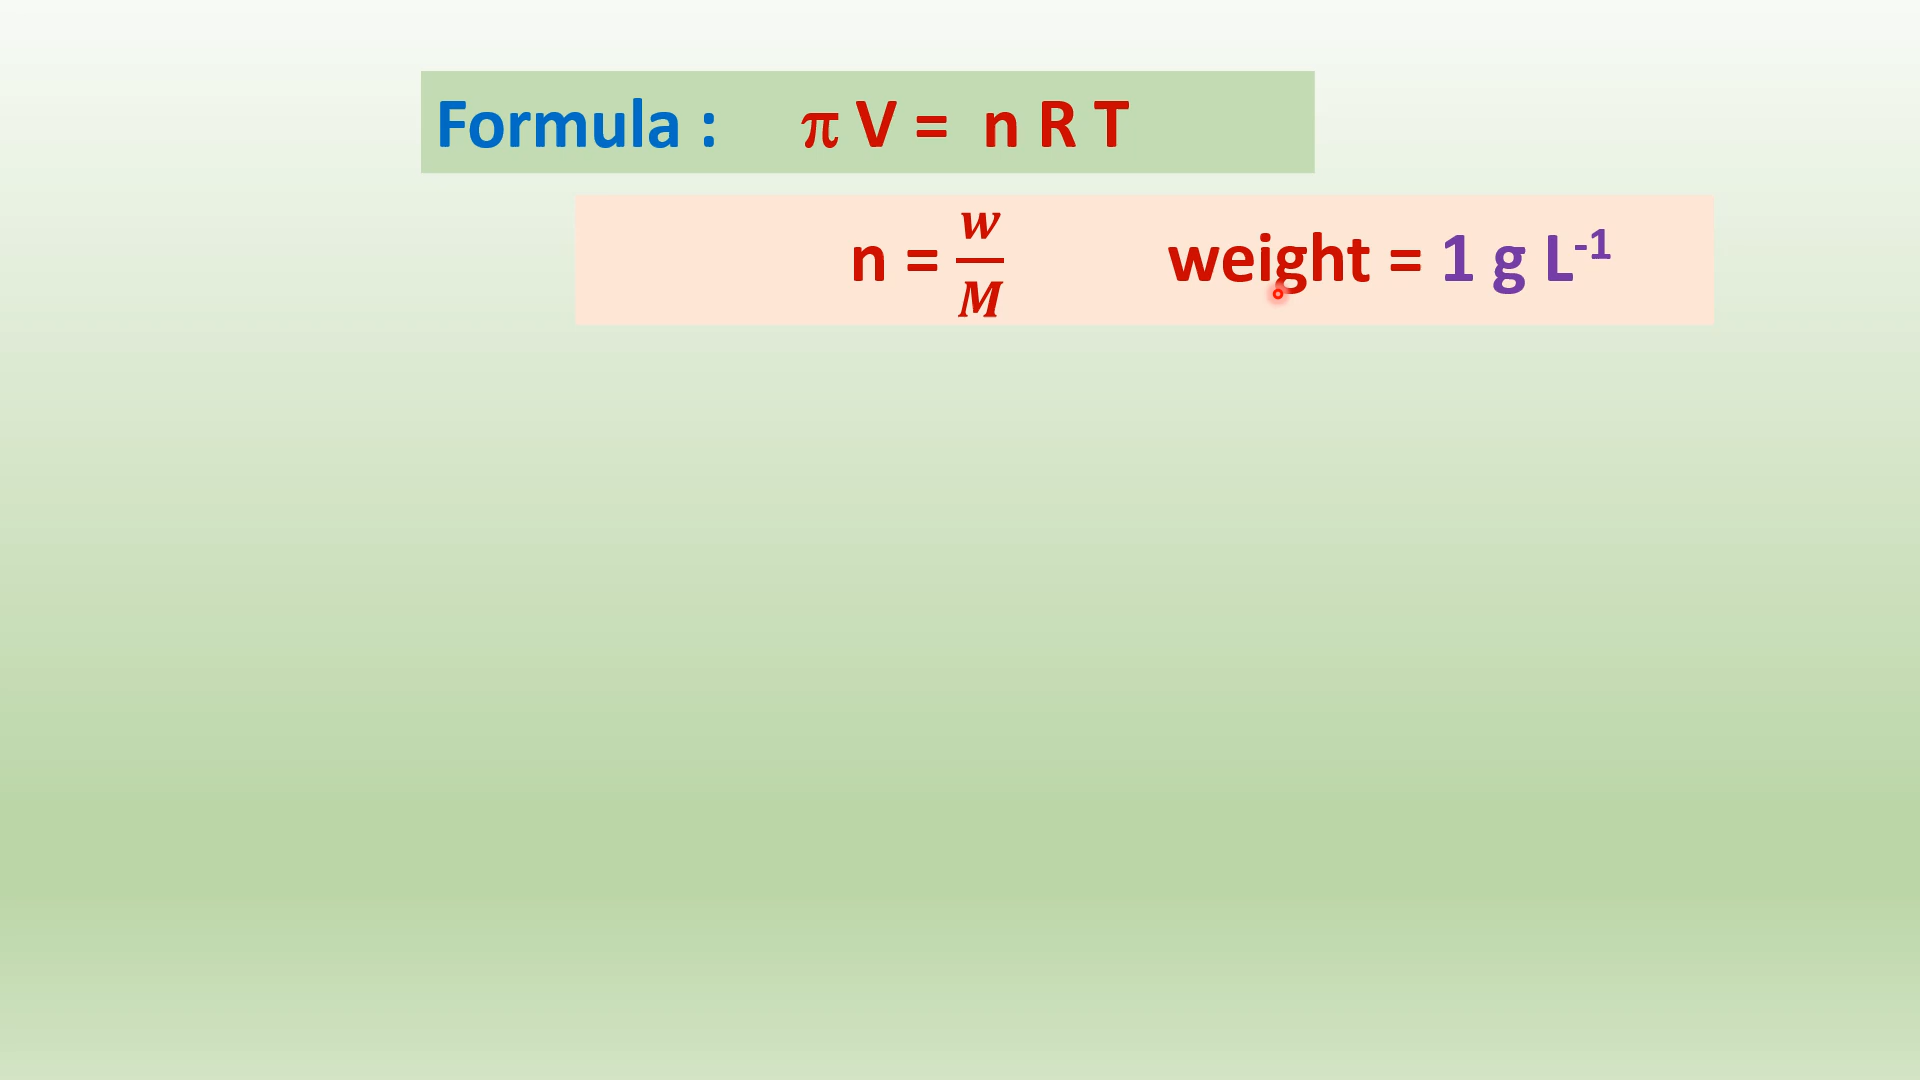 Formula : π V = n R T
n = w/M weight = 1 g L⁻¹